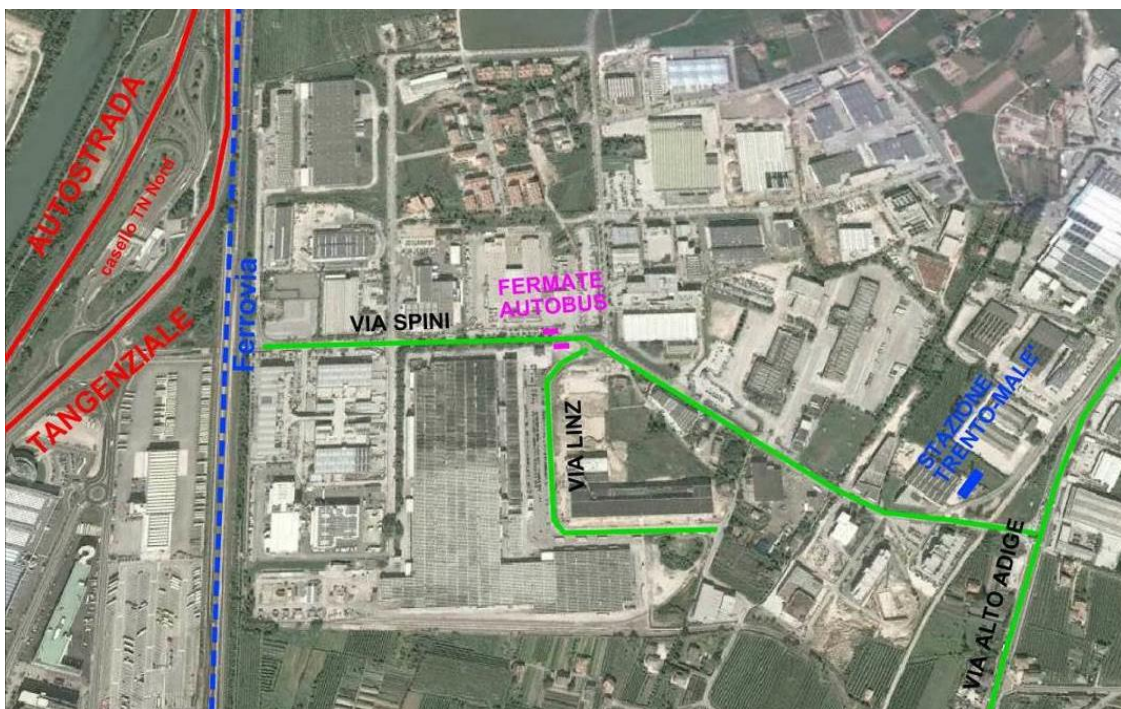 AUTOSTRADA
casello TN Nord
TANGENZIALE
Ferrovia
VIA SPINI
FERMATE
AUTOBUS
VIA LINZ
STAZIONE
TRENTO-MALE"
VIA ALTO ADIGE